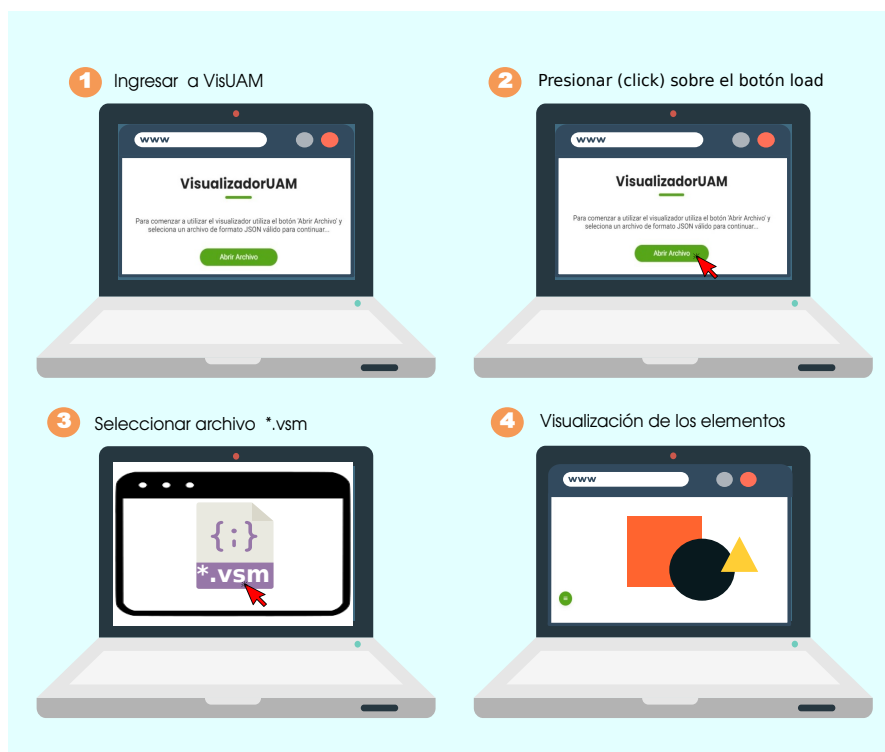 1 Ingresar a VisUAM
www
VisualizadorUAM
Para comenzar a utilizar el visualizador utiliza el botón 'Abrir Archivo' y
seleciona un archivo de formato JSON válido para continuar...
Abrir Archivo
2 Presionar (click) sobre el botón load
www
VisualizadorUAM
Para comenzar a utilizar el visualizador utiliza el botón 'Abrir Archivo' y
seleciona un archivo de formato JSON válido para continuar...
Abrir Archivo
3 Seleccionar archivo *.vsm
{;}
*.vsm
4 Visualización de los elementos
www